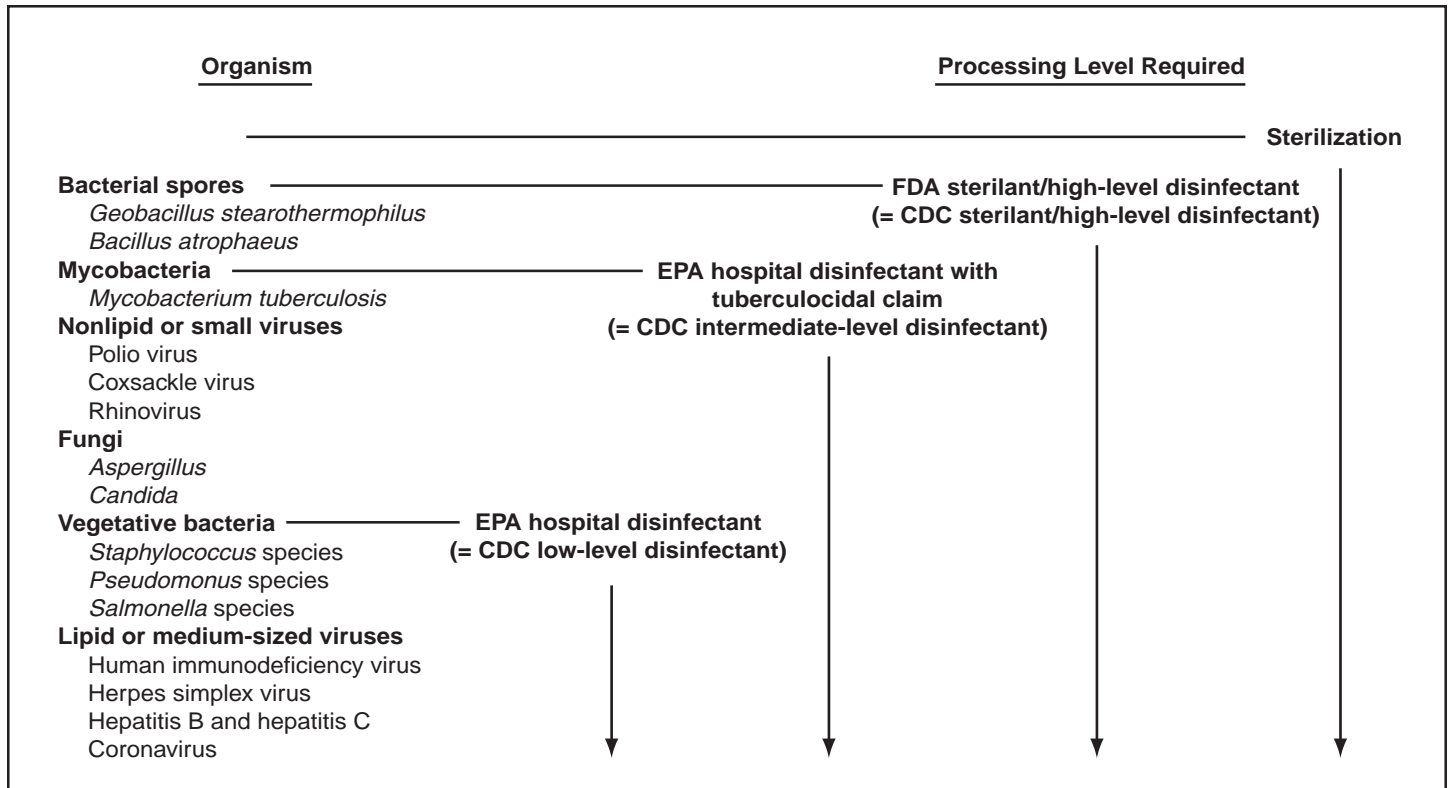 Organism
Processing Level Required
Sterilization
Bacterial spores
FDA sterilant/high-level disinfectant
Geobacillus stearothermophilus
(= CDC sterilant/high-level disinfectant)
Bacillus atrophaeus
Mycobacteria
EPA hospital disinfectant with
Mycobacterium tuberculosis
tuberculocidal claim
Nonlipid or small viruses
(= CDC intermediate-level disinfectant)
Polio virus
Coxsackle virus
Rhinovirus
Fungi
Aspergillus
Candida
Vegetative bacteria
EPA hospital disinfectant
Staphylococcus species
(= CDC low-level disinfectant)
Pseudomonus species
Salmonella species
Lipid or medium-sized viruses
Human immunodeficiency virus
Herpes simplex virus
Hepatitis B and hepatitis C
Coronavirus